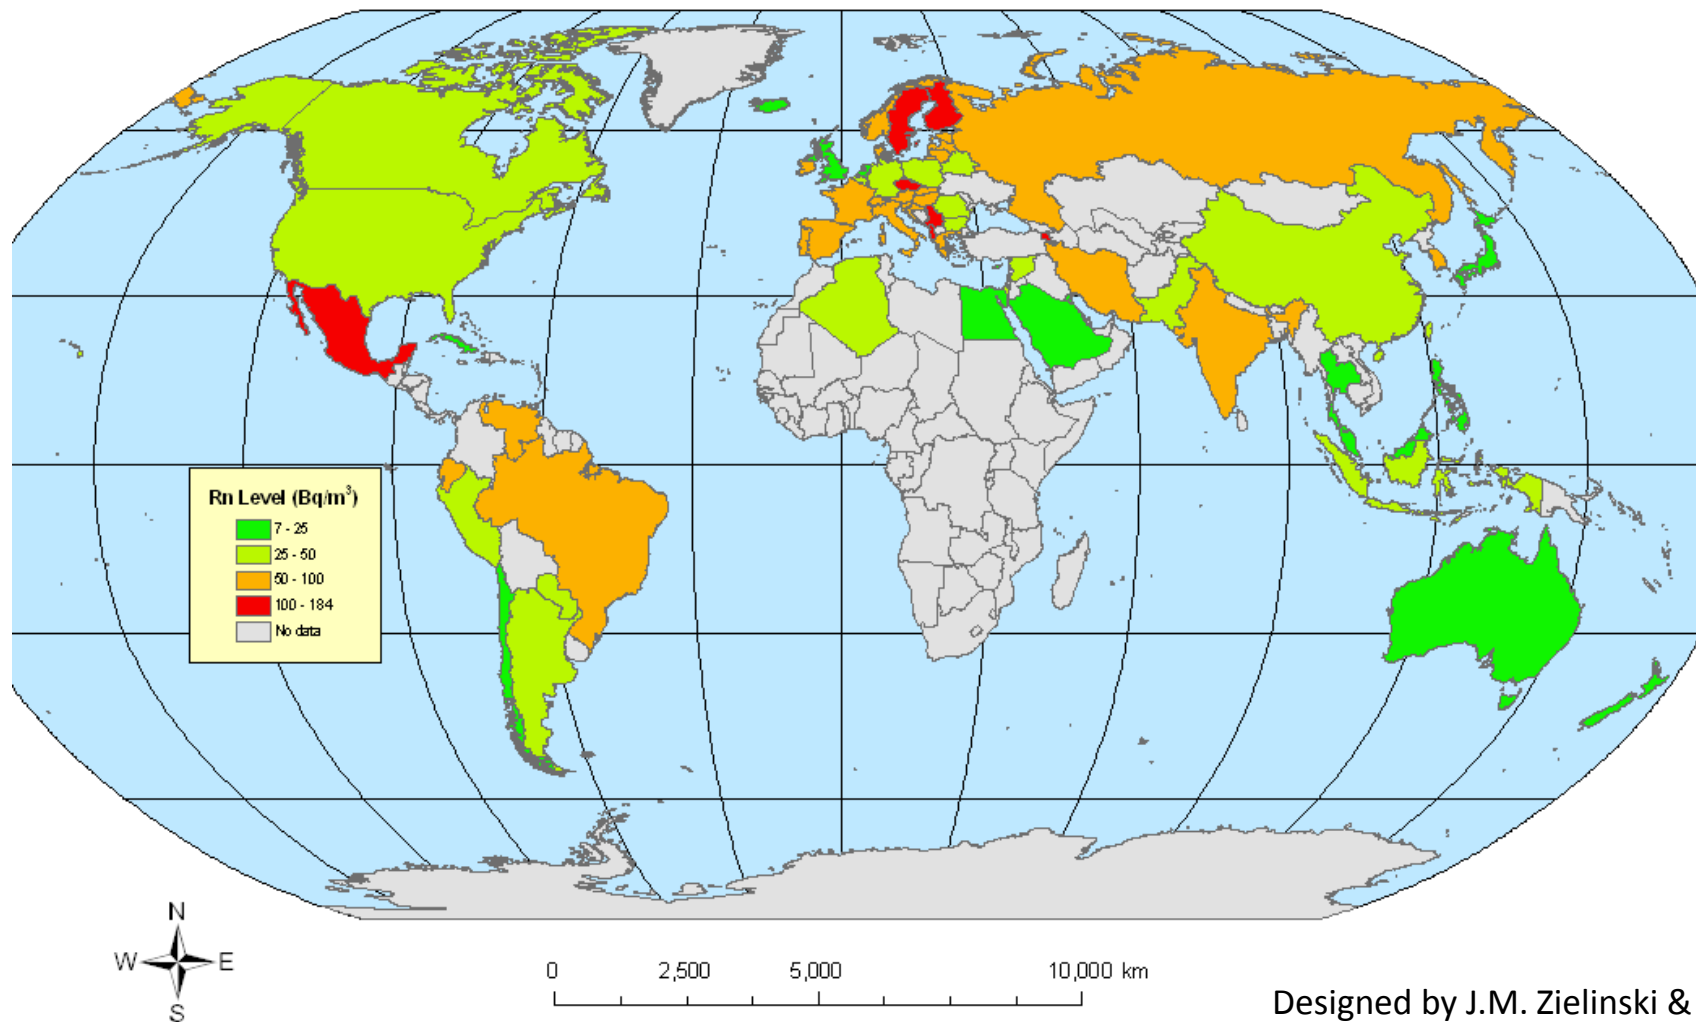 Rn Level (Bq/m³)
7 - 25
25 - 50
50 - 100
100 - 184
No data
N
W E
S
0 2,500 5,000 10,000 km
Designed by J.M. Zielinski &